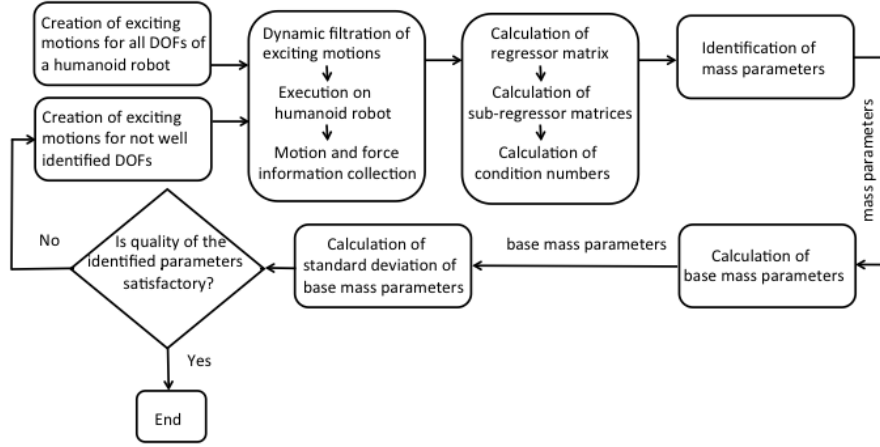 Creation of exciting
motions for all DOFs of
a humanoid robot
Creation of exciting
motions for not well
identified DOFs
Dynamic filtration of
exciting motions
Execution on
humanoid robot
Motion and force
information collection
Calculation of
regressor matrix
Calculation of
sub-regressor matrices
Calculation of
condition numbers
Identification of
mass parameters
mass parameters
Calculation of
base mass parameters
base mass parameters
Calculation of
standard deviation of
base mass parameters
Is quality of the
identified parameters
satisfactory?
No
Yes
End